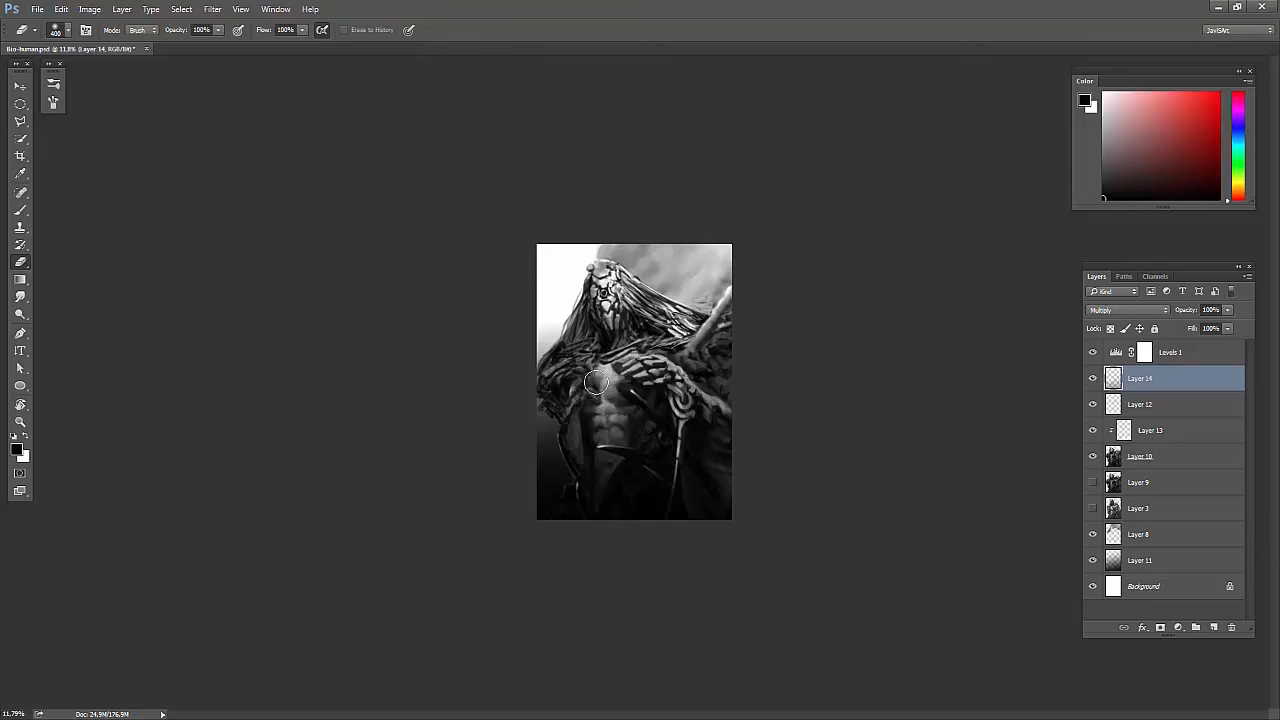 Ps File Edit Image Layer Type Select Filter View Window Help
400 Mode: Brush Opacity: 100% Flow: 100% Erase to History JaviSArt
Bio-human.psd @ 11,8% (Layer 14, RGB/8#)* ×
Color
Layers Paths Channels
Kind
Multiply Opacity: 100%
Lock: Fill: 100%
Levels 1
Layer 14
Layer 12
Layer 13
Layer 10
Layer 9
Layer 3
Layer 8
Layer 11
Background
11,79% Doc: 24,9M/176,9M